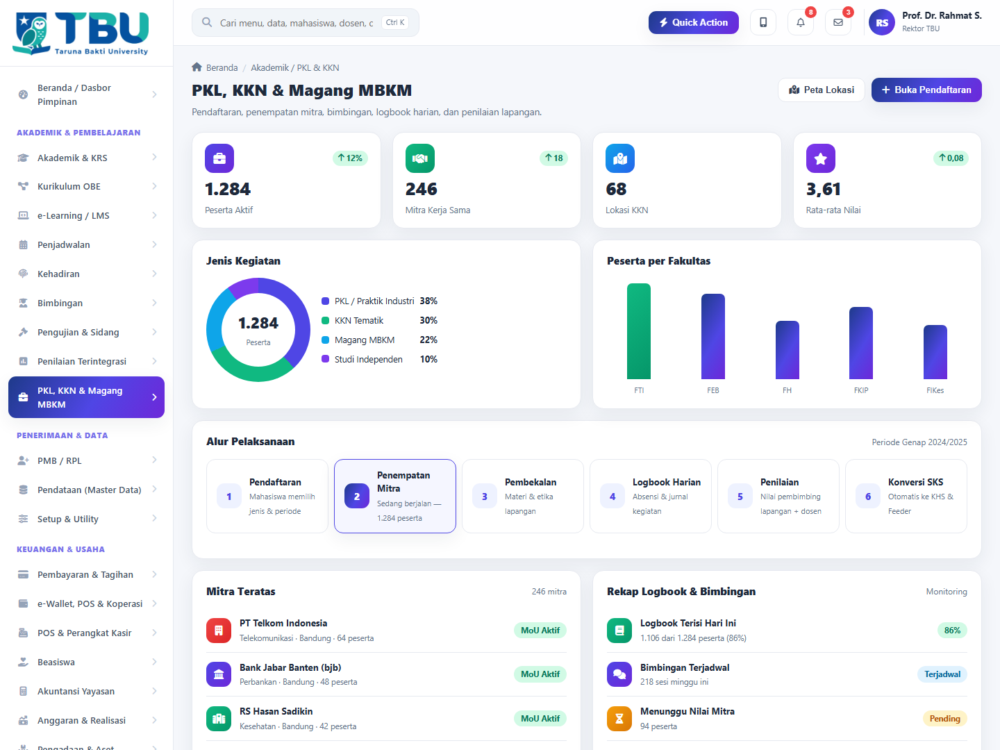 TBU
Taruna Bakti University
Cari menu, data, mahasiswa, dosen, c
Ctrl K
Quick Action
8
3
RS
Prof. Dr. Rahmat S.
Rektor TBU
Beranda / Dasbor
Pimpinan
AKADEMIK & PEMBELAJARAN
Akademik & KRS
Kurikulum OBE
e-Learning / LMS
Penjadwalan
Kehadiran
Bimbingan
Pengujian & Sidang
Penilaian Terintegrasi
PKL, KKN & Magang
MBKM
PENERIMAAN & DATA
PMB / RPL
Pendataan (Master Data)
Setup & Utility
KEUANGAN & USAHA
Pembayaran & Tagihan
e-Wallet, POS & Koperasi
POS & Perangkat Kasir
Beasiswa
Akuntansi Yayasan
Anggaran & Realisasi
Pengadaan & Aset
Beranda / Akademik / PKL & KKN
PKL, KKN & Magang MBKM
Pendaftaran, penempatan mitra, bimbingan, logbook harian, dan penilaian lapangan.
Peta Lokasi
+ Buka Pendaftaran
↑12%
1.284
Peserta Aktif
↑18
246
Mitra Kerja Sama
68
Lokasi KKN
↑0,08
3,61
Rata-rata Nilai
Jenis Kegiatan
1.284
Peserta
PKL / Praktik Industri 38%
KKN Tematik 30%
Magang MBKM 22%
Studi Independen 10%
Peserta per Fakultas
FTI
FEB
FH
FKIP
FIKes
Alur Pelaksanaan
Periode Genap 2024/2025
1
Pendaftaran
Mahasiswa memilih
jenis & periode
2
Penempatan
Mitra
Sedang berjalan —
1.284 peserta
3
Pembekalan
Materi & etika
lapangan
4
Logbook Harian
Absensi & jurnal
kegiatan
5
Penilaian
Nilai pembimbing
lapangan + dosen
6
Konversi SKS
Otomatis ke KHS &
Feeder
Mitra Teratas
246 mitra
PT Telkom Indonesia
Telekomunikasi · Bandung · 64 peserta
MoU Aktif
Bank Jabar Banten (bjb)
Perbankan · Bandung · 48 peserta
MoU Aktif
RS Hasan Sadikin
Kesehatan · Bandung · 42 peserta
MoU Aktif
Rekap Logbook & Bimbingan
Monitoring
Logbook Terisi Hari Ini
1.106 dari 1.284 peserta (86%)
86%
Bimbingan Terjadwal
218 sesi minggu ini
Terjadwal
Menunggu Nilai Mitra
94 peserta
Pending